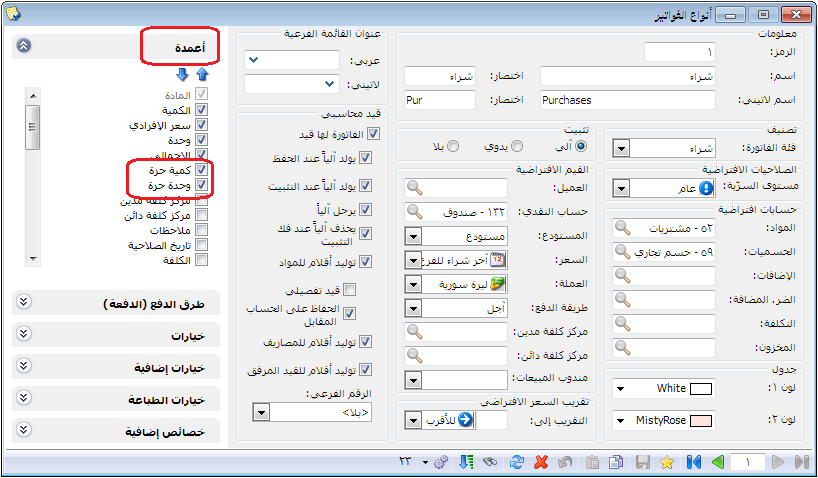 أنواع الفواتير
معلومات
الرمز:
١
اسم:
شراء
اختصار:
شراء
اسم لاتيني:
Purchases
اختصار:
Pur
تصنيف
فئة الفاتورة:
شراء
تثبيت
آلي
يدوي
بلا
الصلاحيات الافتراضية
مستوى السرّية:
عام
حسابات افتراضية
المواد:
٥٢ - مشتريات
الحسميات:
٥٩ - حسم تجاري
الإضافات:
الضر. المضافة:
التكلفة:
المخزون:
جدول
لون ١:
White
لون ٢:
MistyRose
القيم الافتراضية
العميل:
حساب النقدي:
١٣٢ - صندوق
المستودع:
مستودع
السعر:
آخر شراء للفرع
العملة:
ليرة سورية
طريقة الدفع:
آجل
مركز كلفة مدين:
مركز كلفة دائن:
مندوب المبيعات:
تقريب السعر الافتراضي
التقريب إلى:
للأقرب
عنوان القائمة الفرعية
عربي:
لاتيني:
قيد محاسبي
الفاتورة لها قيد
يولد آلياً عند الحفظ
يولد آلياً عند التثبيت
يرحل آلياً
يحذف آلياً عند فك
التثبيت
توليد أقلام للمواد
قيد تفصيلي
الحفاظ على الحساب
المقابل
توليد أقلام للمصاريف
توليد أقلام للقيد المرفق
الرقم الفرعي:
<بلا>
أعمدة
المادة
الكمية
سعر الإفرادي
وحدة
الإجمالي
كمية حرة
وحدة حرة
مركز كلفة مدين
مركز كلفة دائن
ملاحظات
تاريخ الصلاحية
الكلفة
طرق الدفع (الدفعة)
خيارات
خيارات إضافية
خيارات الطباعة
خصائص إضافية
١
٢٣